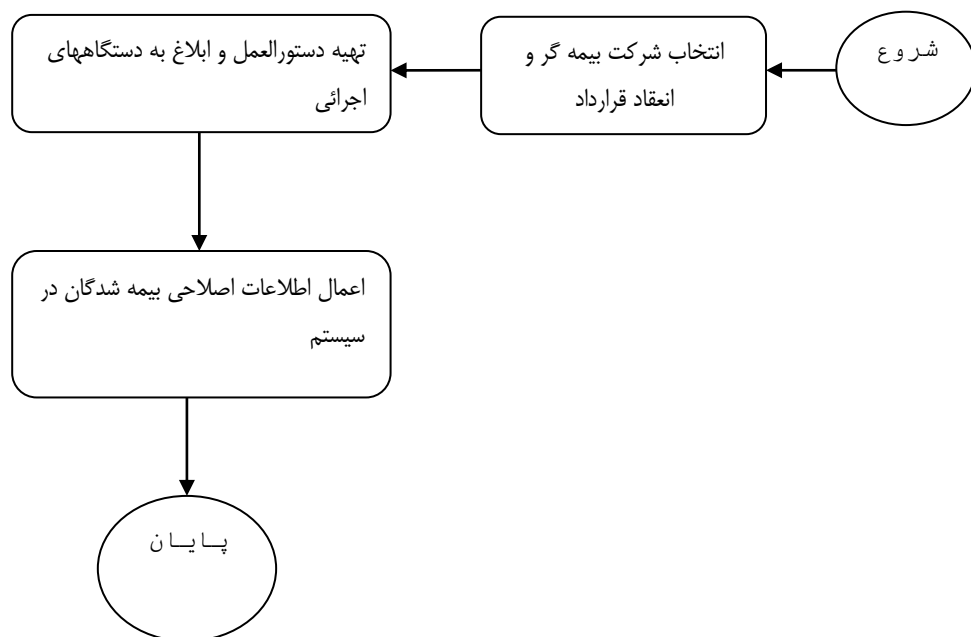 شروع
انتخاب شرکت بیمه گر و
انعقاد قرارداد
تهیه دستورالعمل و ابلاغ به دستگاههای
اجرائی
اعمال اطلاعات اصلاحی بیمه شدگان در
سیستم
پایان